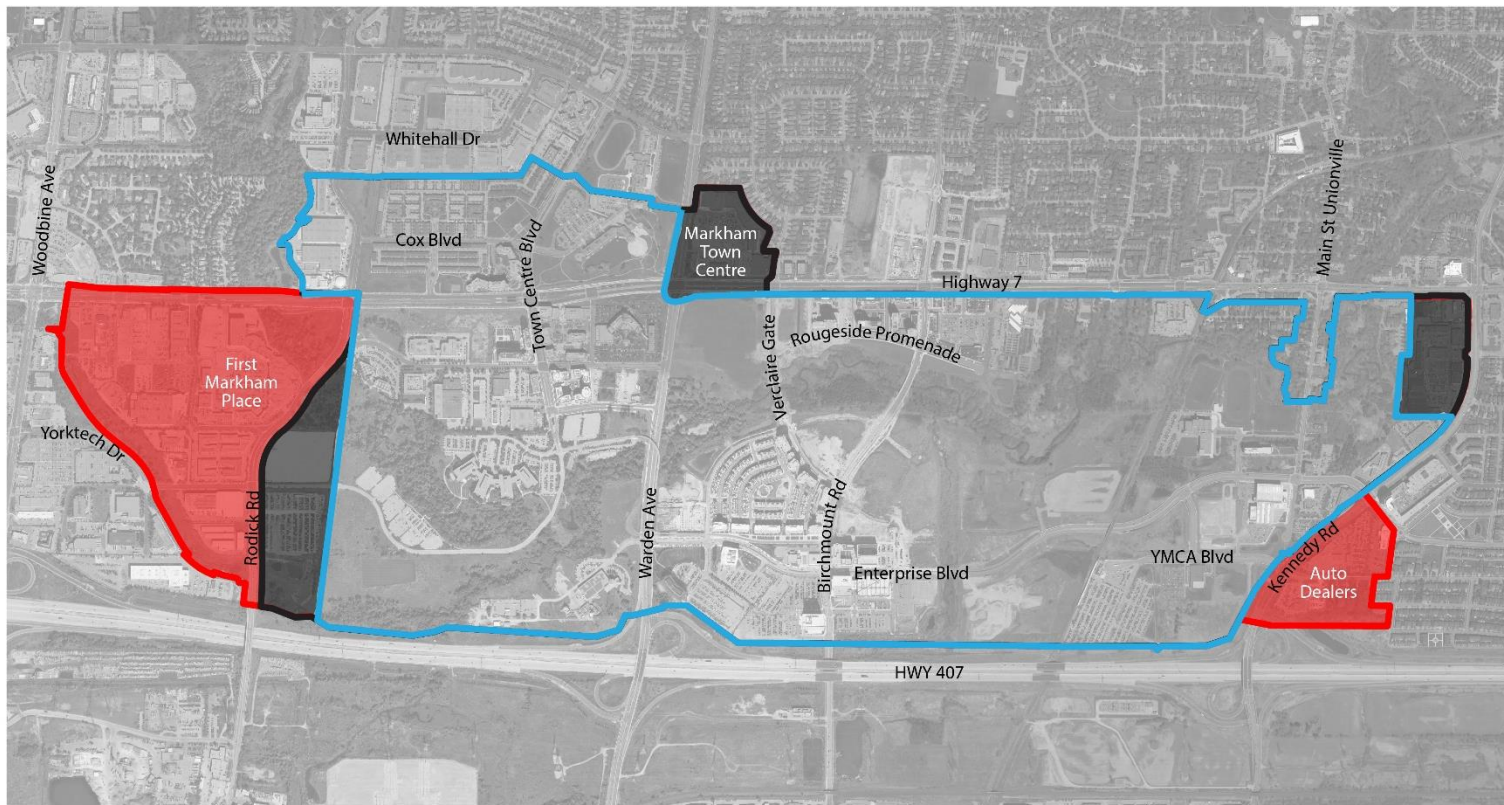 Whitehall Dr
Woodbine Ave
Main St Unionville
Cox Blvd
Town Centre Blvd
Markham
Town
Centre
Highway 7
Rougeside Promenade
Verclaire Gate
First
Markham
Place
Yorktech Dr
Rodick Rd
Warden Ave
Birchmount Rd
Enterprise Blvd
YMCA Blvd
Kennedy Rd
Auto
Dealers
HWY 407